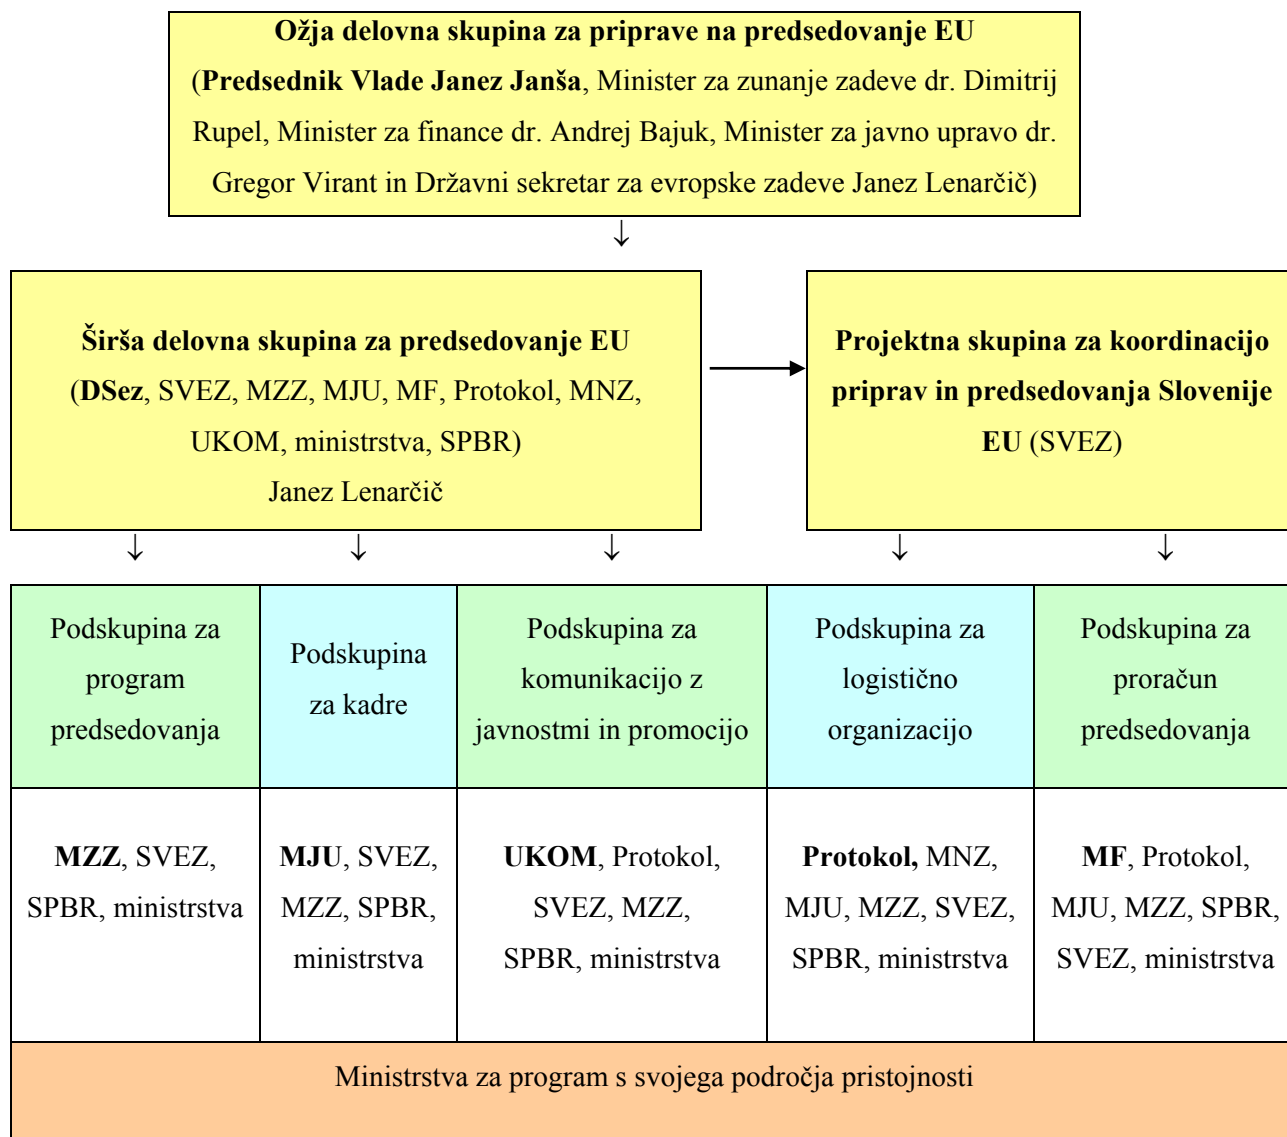 Ožja delovna skupina za priprave na predsedovanje EU
(Predsednik Vlade Janez Janša, Minister za zunanje zadeve dr. Dimitrij
Rupel, Minister za finance dr. Andrej Bajuk, Minister za javno upravo dr.
Gregor Virant in Državni sekretar za evropske zadeve Janez Lenarčič)
Širša delovna skupina za predsedovanje EU
(DSez, SVEZ, MZZ, MJU, MF, Protokol, MNZ,
UKOM, ministrstva, SPBR)
Janez Lenarčič
Projektna skupina za koordinacijo
priprav in predsedovanja Slovenije
EU (SVEZ)
Podskupina za
program
predsedovanja
Podskupina
za kadre
Podskupina za
komunikacijo z
javnostmi in promocijo
Podskupina za
logistično
organizacijo
Podskupina za
proračun
predsedovanja
MZZ, SVEZ,
SPBR, ministrstva
MJU, SVEZ,
MZZ, SPBR,
ministrstva
UKOM, Protokol,
SVEZ, MZZ,
SPBR, ministrstva
Protokol, MNZ,
MJU, MZZ, SVEZ,
SPBR, ministrstva
MF, Protokol,
MJU, MZZ, SPBR,
SVEZ, ministrstva
Ministrstva za program s svojega področja pristojnosti